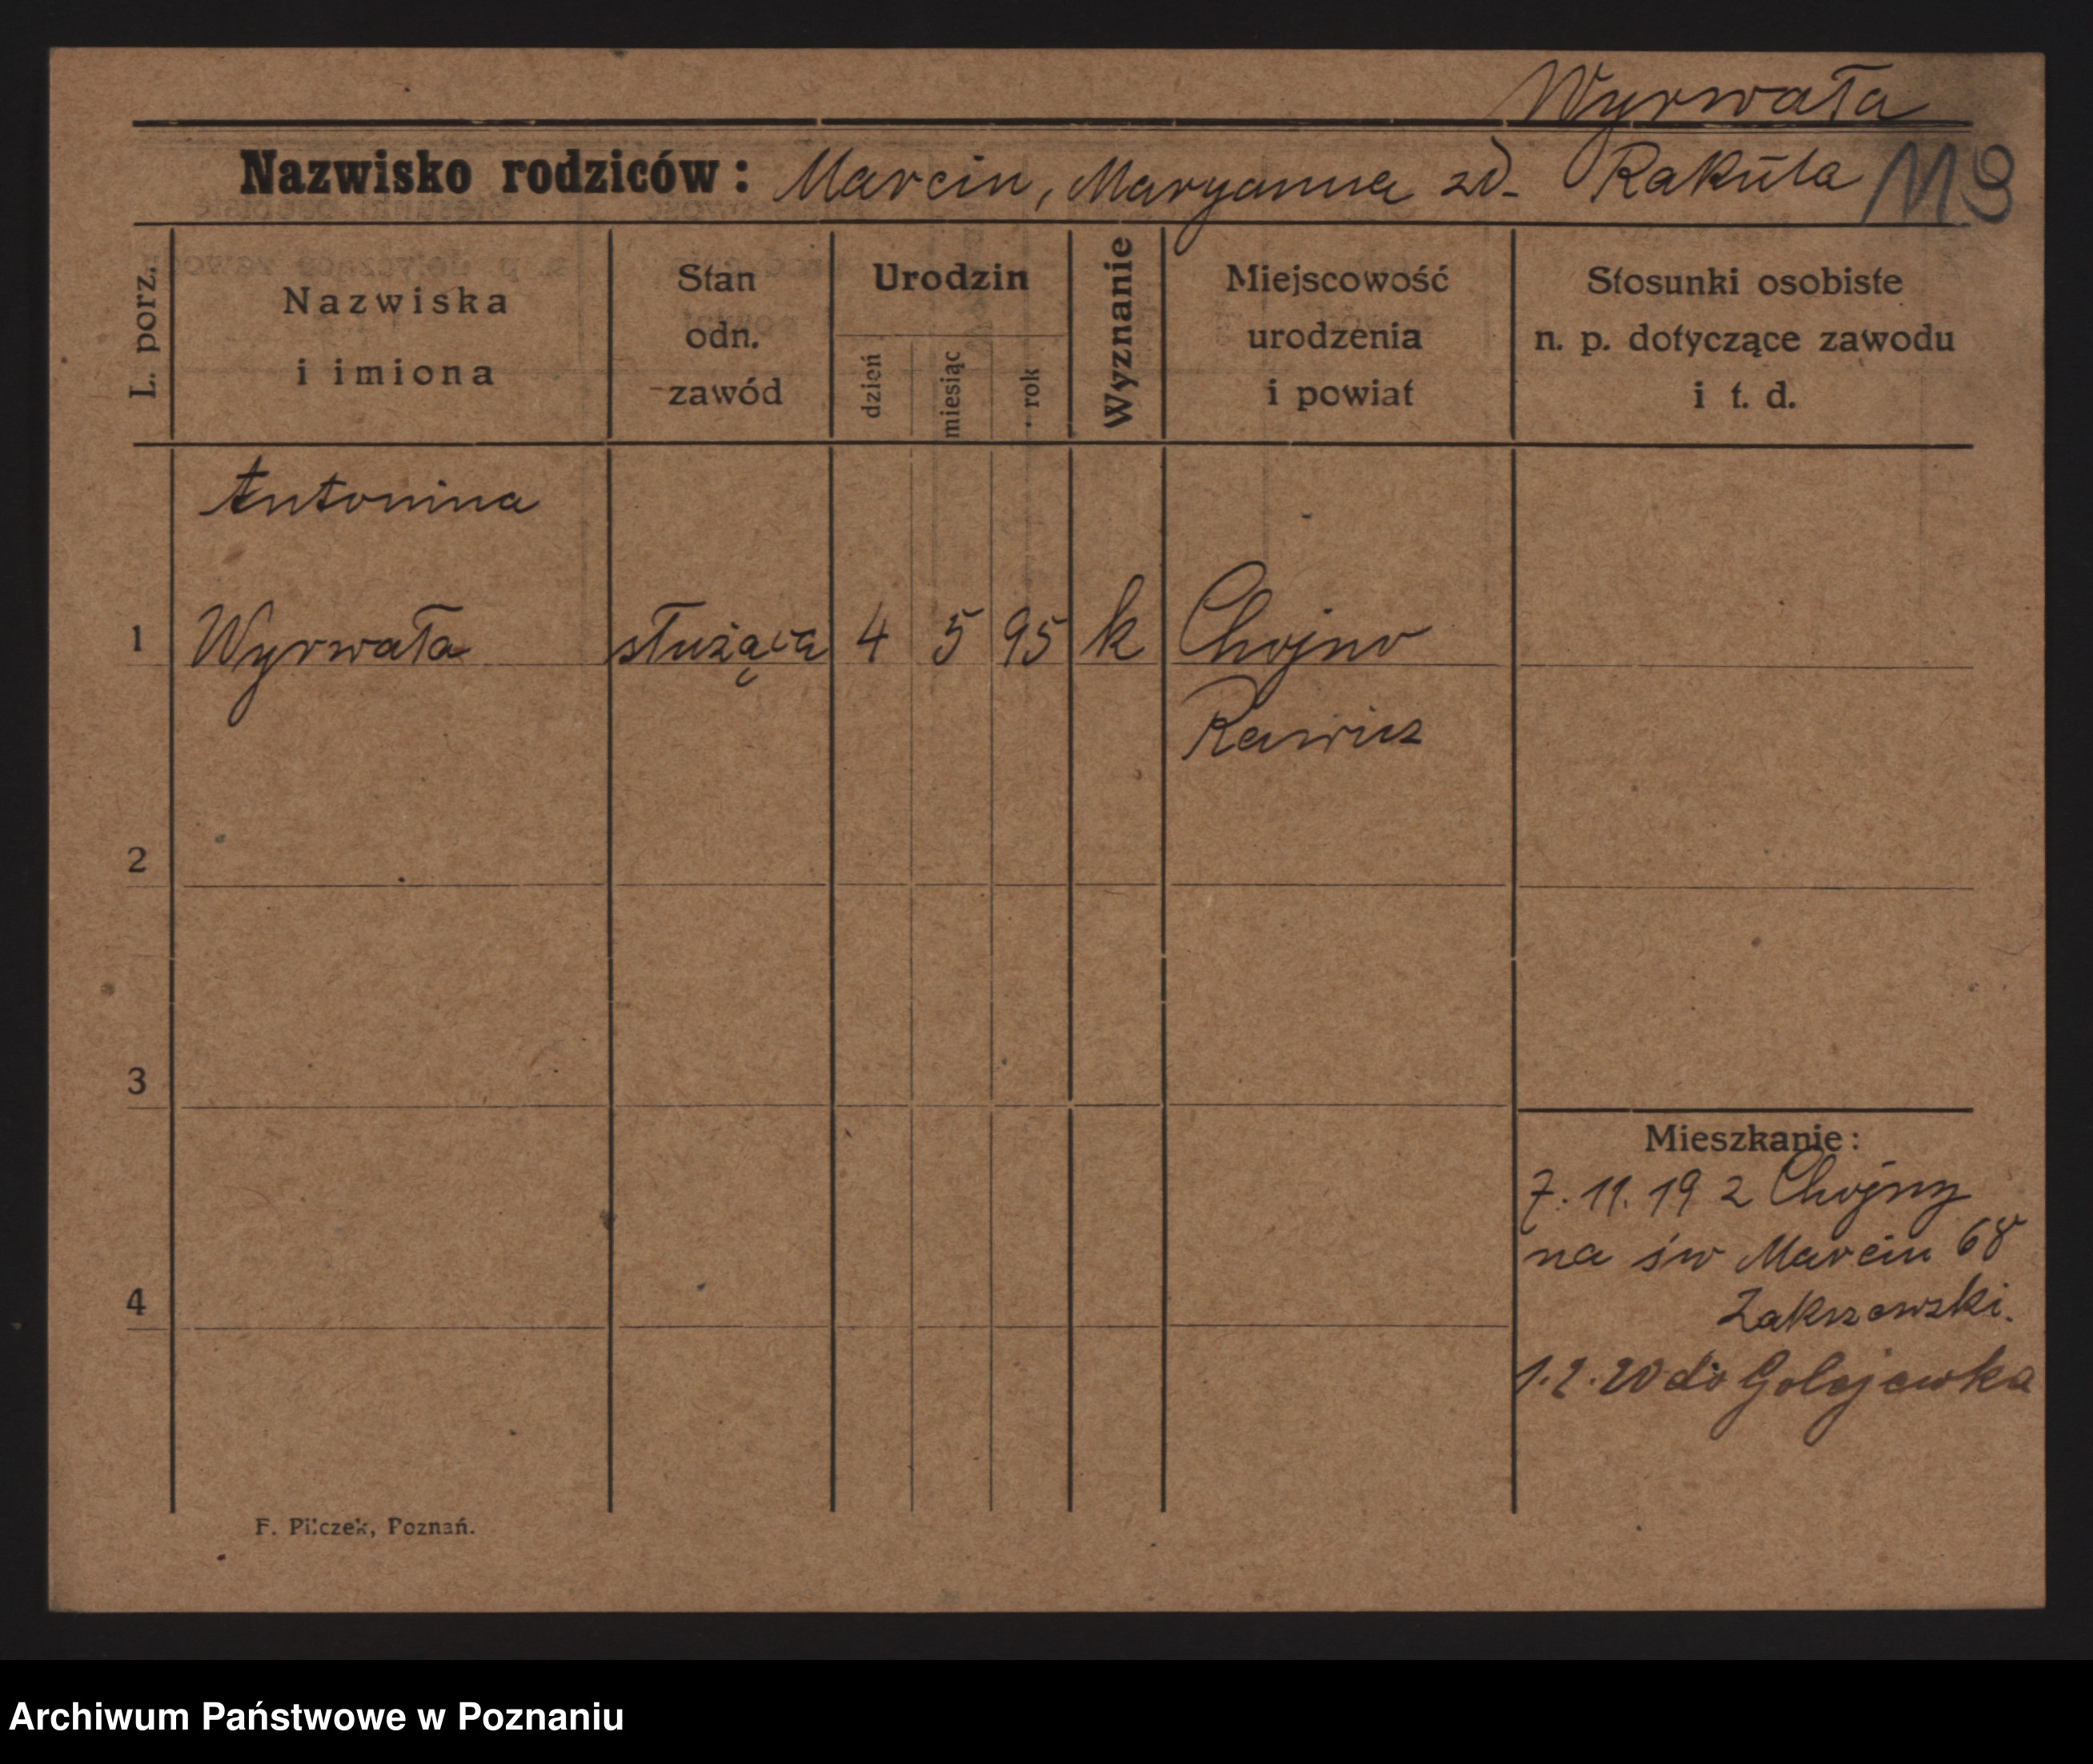 Wyrwała
Nazwisko rodziców: Marcin, Maryanna zd. Rakula
L. porz.
Nazwiska
i imiona
Stan
odn.
zawód
Urodzin
dzień
miesiąc
rok
Wyznanie
Miejscowość
urodzenia
i powiat
Stosunki osobiste
n. p. dotyczące zawodu
i t. d.
Antonina
1 Wyrwała służąca 4 5 95 k Chojno
Rawicz
2
3
4
Mieszkanie:
7. 11. 19 z Chojny
na św Marcin 68
Zakrzewski.
1. 2. 20 do Golejewka
F. Pilczek, Poznań.
Archiwum Państwowe w Poznaniu